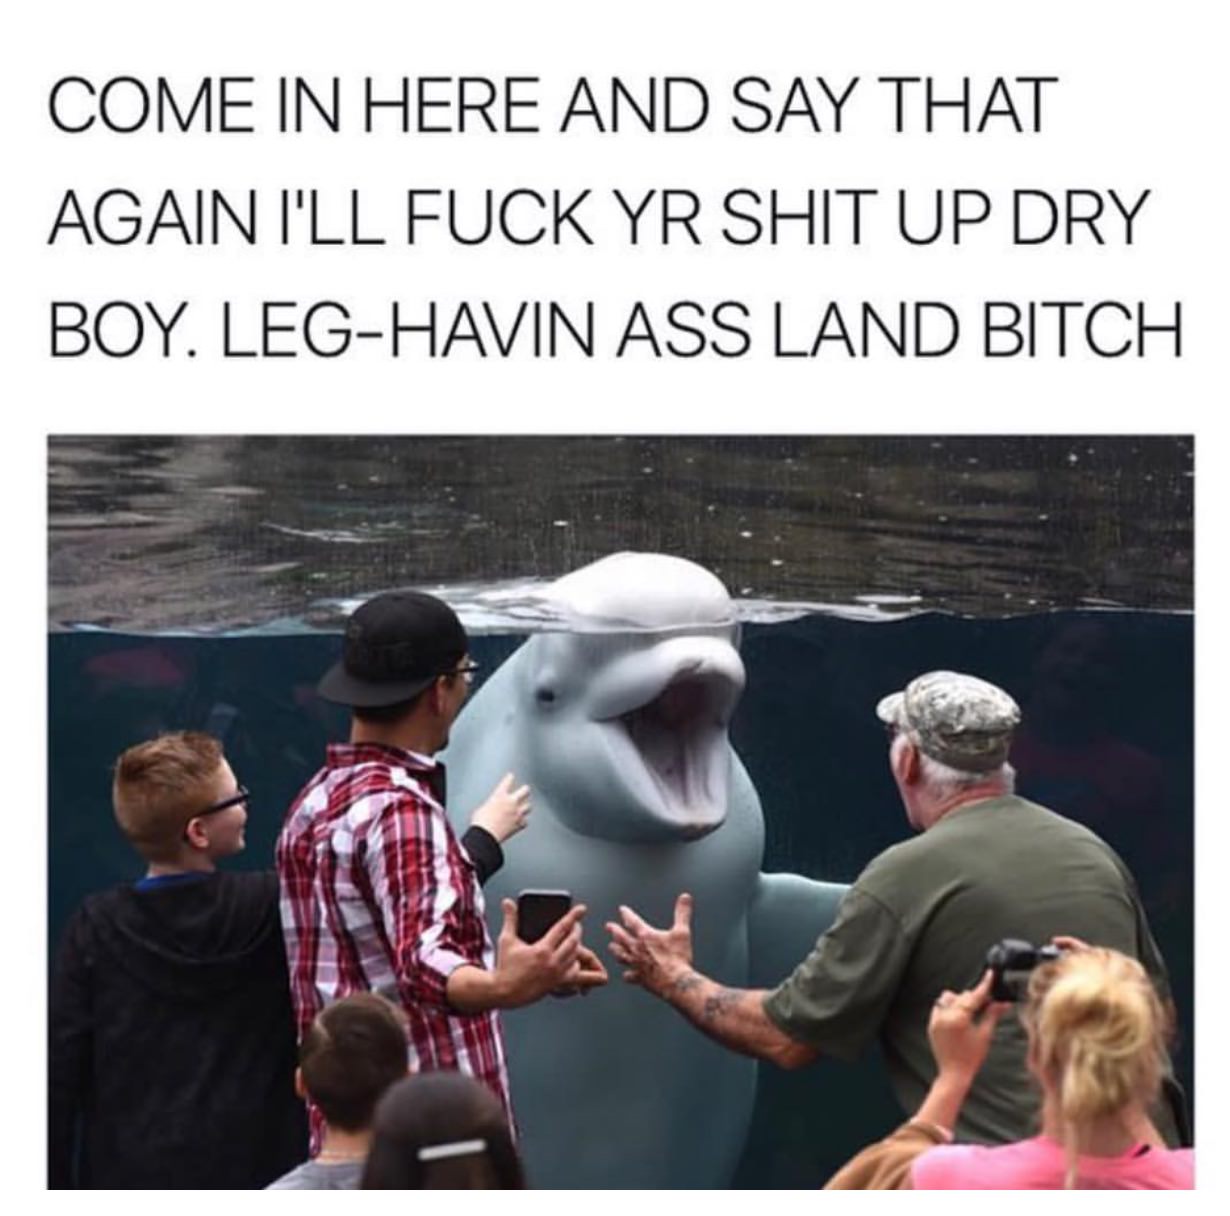 COME IN HERE AND SAY THAT
AGAIN I'LL FUCK YR SHIT UP DRY
BOY. LEG-HAVIN ASS LAND BITCH